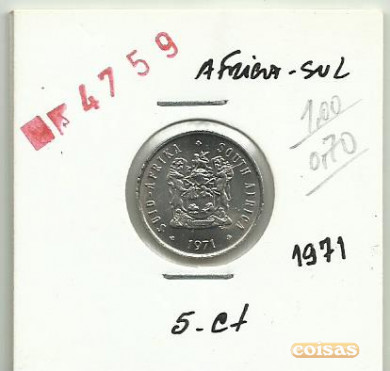 4759
AFRICA-SUL
1.00
0,70
SUID-AFRIKA SOUTH AFRICA
1971
1971
5-ct
coisas